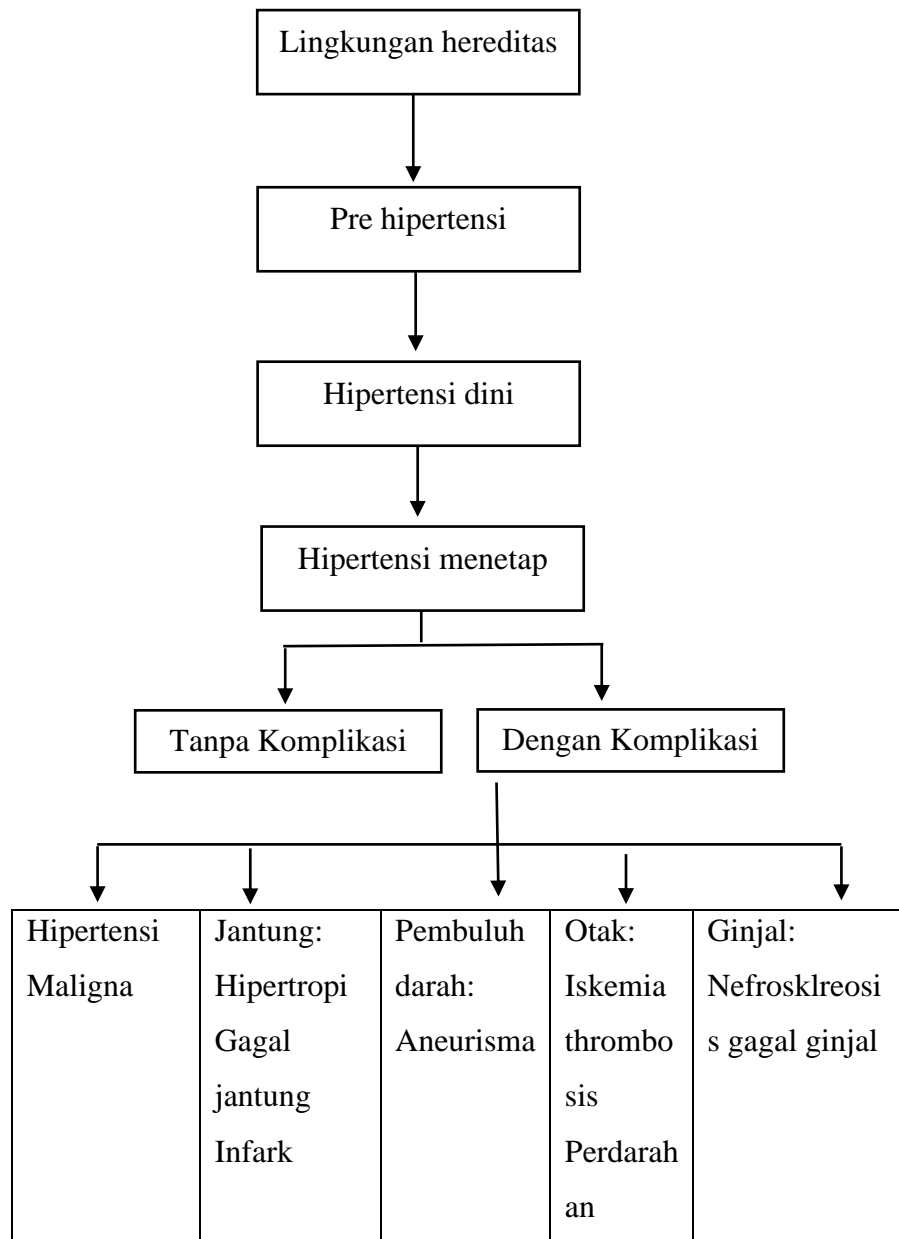 Lingkungan hereditas
Pre hipertensi
Hipertensi dini
Hipertensi menetap
Tanpa Komplikasi
Dengan Komplikasi
Hipertensi
Maligna
Jantung:
Hipertropi
Gagal
jantung
Infark
Pembuluh
darah:
Aneurisma
Otak:
Iskemia
thrombo
sis
Perdarah
an
Ginjal:
Nefrosklreosi
s gagal ginjal